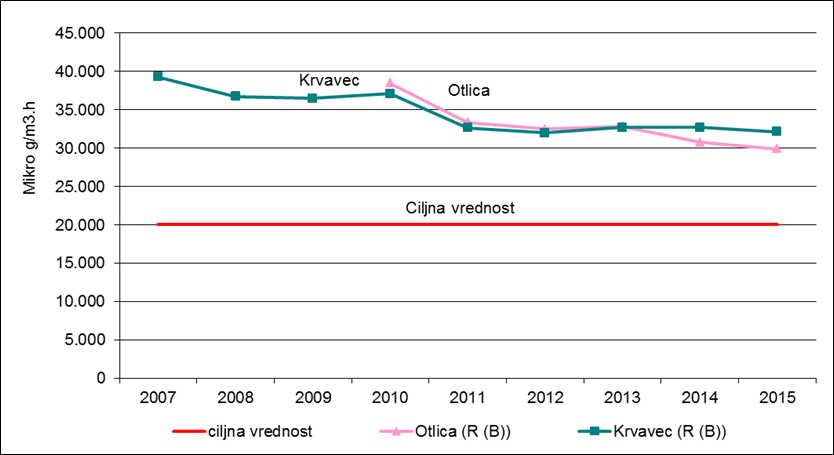 45.000
40.000
35.000
30.000
25.000
20.000
15.000
10.000
5.000
0
Mikro g/m3.h
Krvavec
Otlica
Ciljna vrednost
2007 2008 2009 2010 2011 2012 2013 2014 2015
ciljna vrednost Otlica (R (B)) Krvavec (R (B))